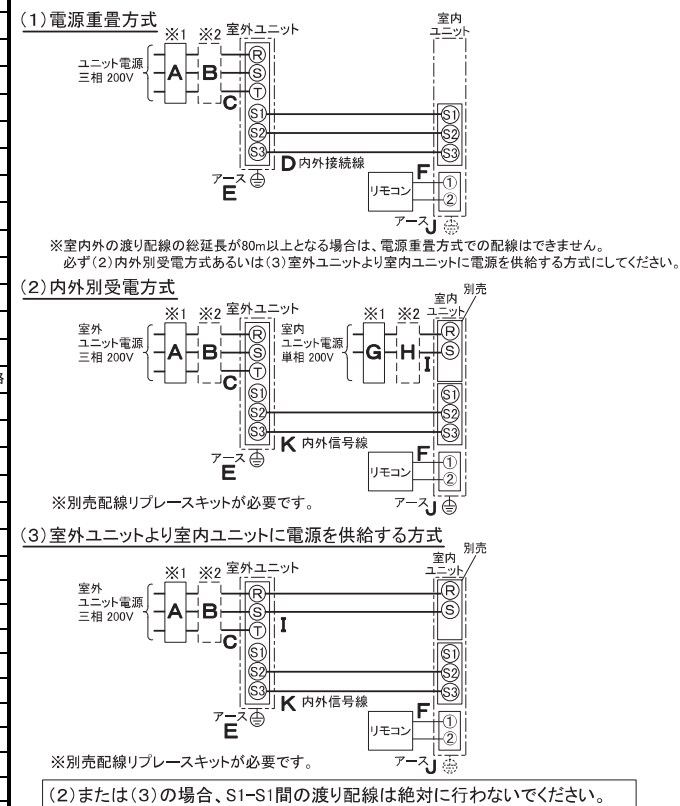 (1)電源重畳方式
※1 ※2 室外ユニット
室内
ユニット
ユニット電源
三相 200V
A B
C
R
S
T
S1
S2
S3
S1
S2
S3
D 内外接続線
アース
E
リモコン
F
①
②
アース J
※室内外の渡り配線の総延長が80m以上となる場合は、電源重畳方式での配線はできません。
必ず(2)内外別受電方式あるいは(3)室外ユニットより室内ユニットに電源を供給する方式にしてください。
(2)内外別受電方式
※1 ※2 室外ユニット
※1 ※2
室内
ユニット
別売
室外
ユニット電源
三相 200V
A B
C
R
S
T
S1
S2
S3
室内
ユニット電源
単相 200V
G H
I
R
S
S1
S2
S3
K 内外信号線
アース
E
リモコン
F
①
②
アース J
※別売配線リプレースキットが必要です。
(3)室外ユニットより室内ユニットに電源を供給する方式
※1 ※2 室外ユニット
室内
ユニット
別売
室外
ユニット電源
三相 200V
A B
C
R
S
T
S1
S2
S3
I
R
S
S1
S2
S3
K 内外信号線
アース
E
リモコン
F
①
②
アース J
※別売配線リプレースキットが必要です。
(2)または(3)の場合、S1-S1間の渡り配線は絶対に行わないでください。